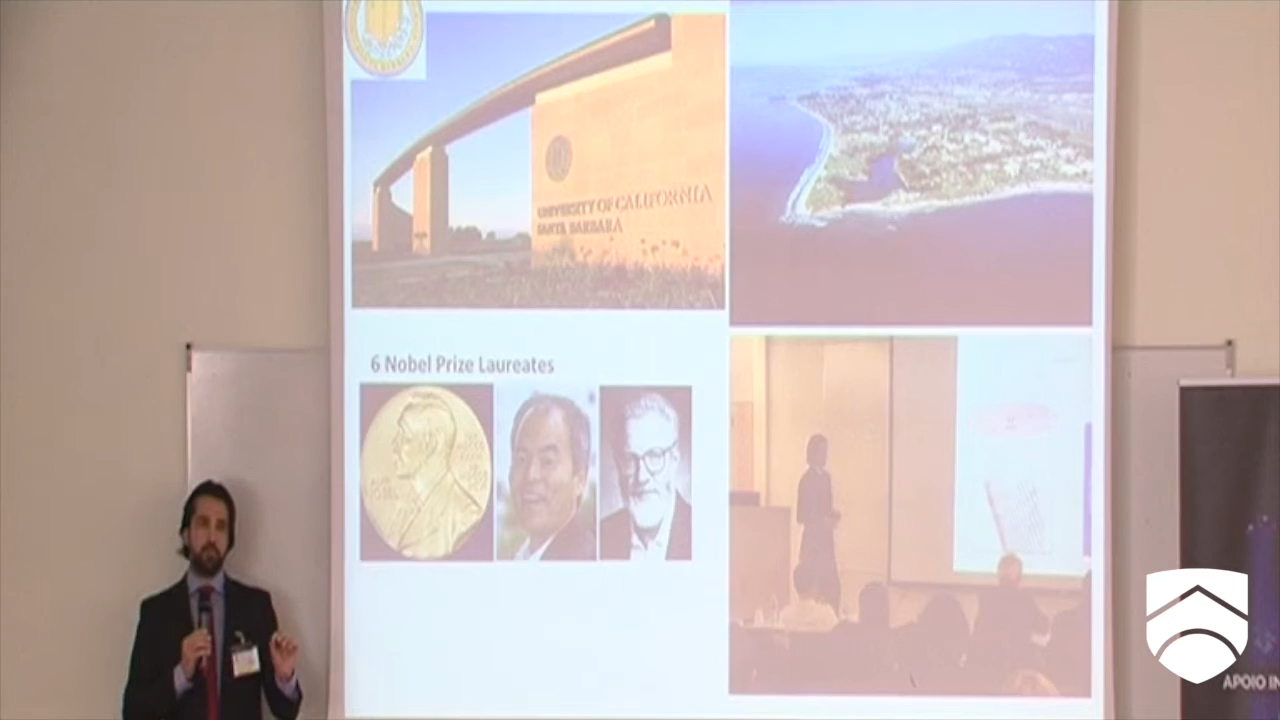 UNIVERSITY OF CALIFORNIA
SANTA BARBARA
6 Nobel Prize Laureates
APOIO IN